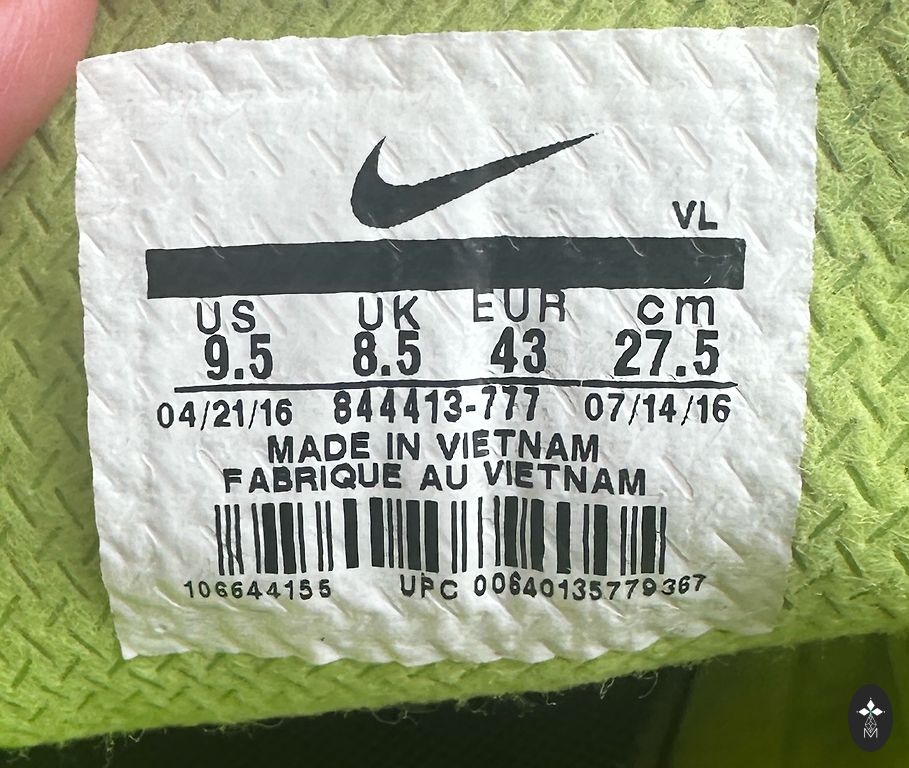 VL
US UK EUR cm
9.5 8.5 43 27.5
04/21/16 844413-777 07/14/16
MADE IN VIETNAM
FABRIQUE AU VIETNAM
106644155 UPC 00640135779367
M